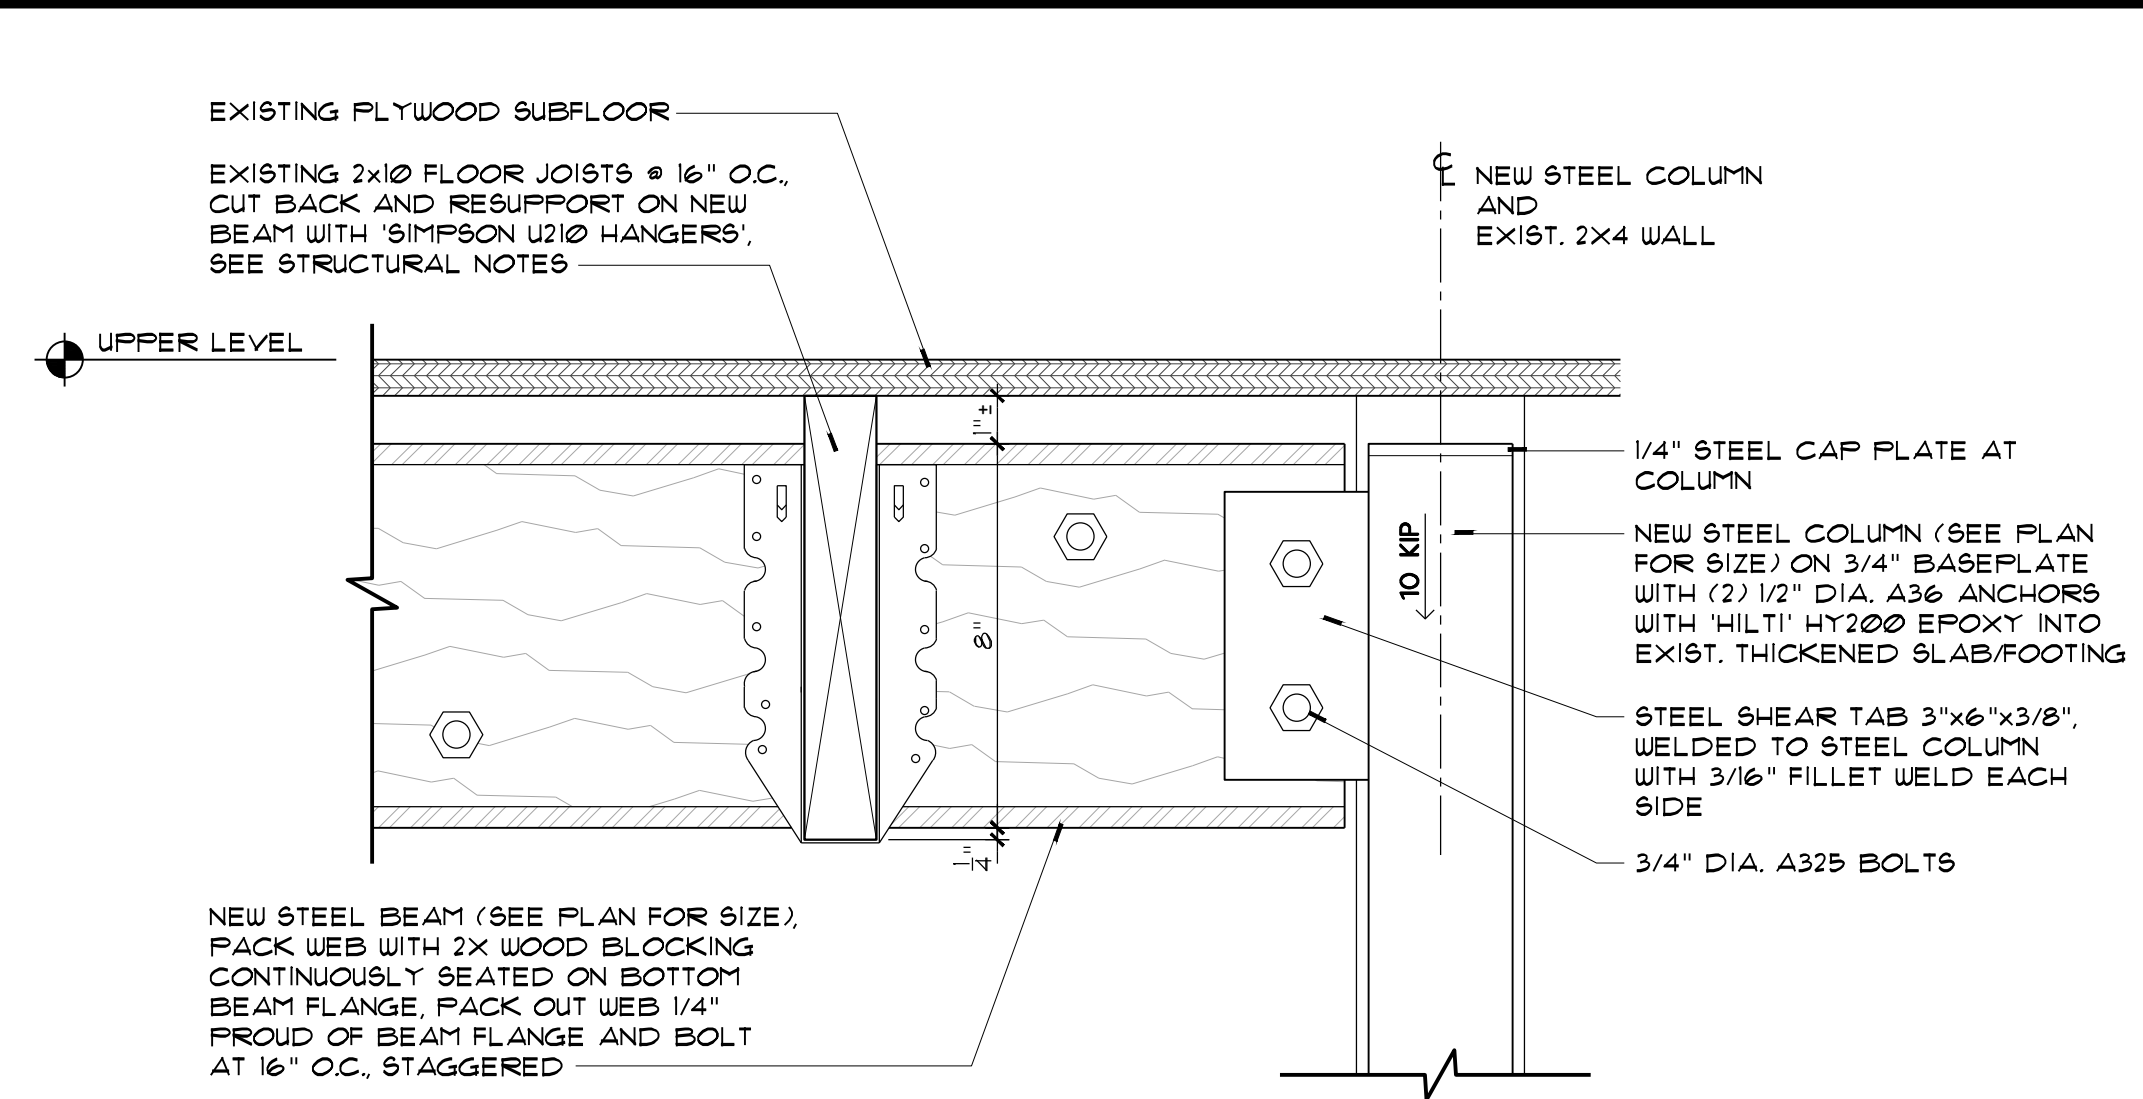 EXISTING PLYWOOD SUBFLOOR
EXISTING 2x10 FLOOR JOISTS @ 16" O.C.,
CUT BACK AND RESUPPORT ON NEW
BEAM WITH 'SIMPSON U210 HANGERS',
SEE STRUCTURAL NOTES
℄ NEW STEEL COLUMN
AND
EXIST. 2X4 WALL
UPPER LEVEL
1" ±
8"
1/4"
10 KIP
1/4" STEEL CAP PLATE AT
COLUMN
NEW STEEL COLUMN (SEE PLAN
FOR SIZE) ON 3/4" BASEPLATE
WITH (2) 1/2" DIA. A36 ANCHORS
WITH 'HILTI' HY200 EPOXY INTO
EXIST. THICKENED SLAB/FOOTING
STEEL SHEAR TAB 3"x6"x3/8",
WELDED TO STEEL COLUMN
WITH 3/16" FILLET WELD EACH
SIDE
3/4" DIA. A325 BOLTS
NEW STEEL BEAM (SEE PLAN FOR SIZE),
PACK WEB WITH 2X WOOD BLOCKING
CONTINUOUSLY SEATED ON BOTTOM
BEAM FLANGE, PACK OUT WEB 1/4"
PROUD OF BEAM FLANGE AND BOLT
AT 16" O.C., STAGGERED